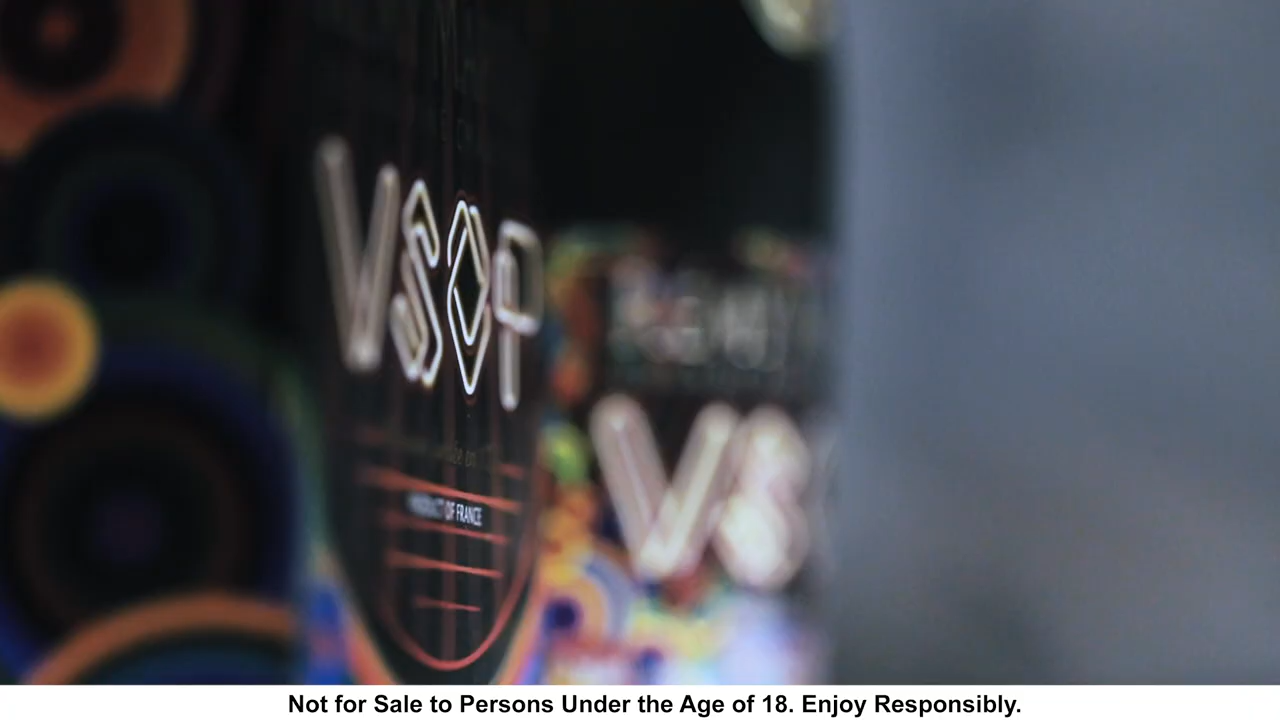 VSOP
PRODUCT OF FRANCE
VS
Not for Sale to Persons Under the Age of 18. Enjoy Responsibly.